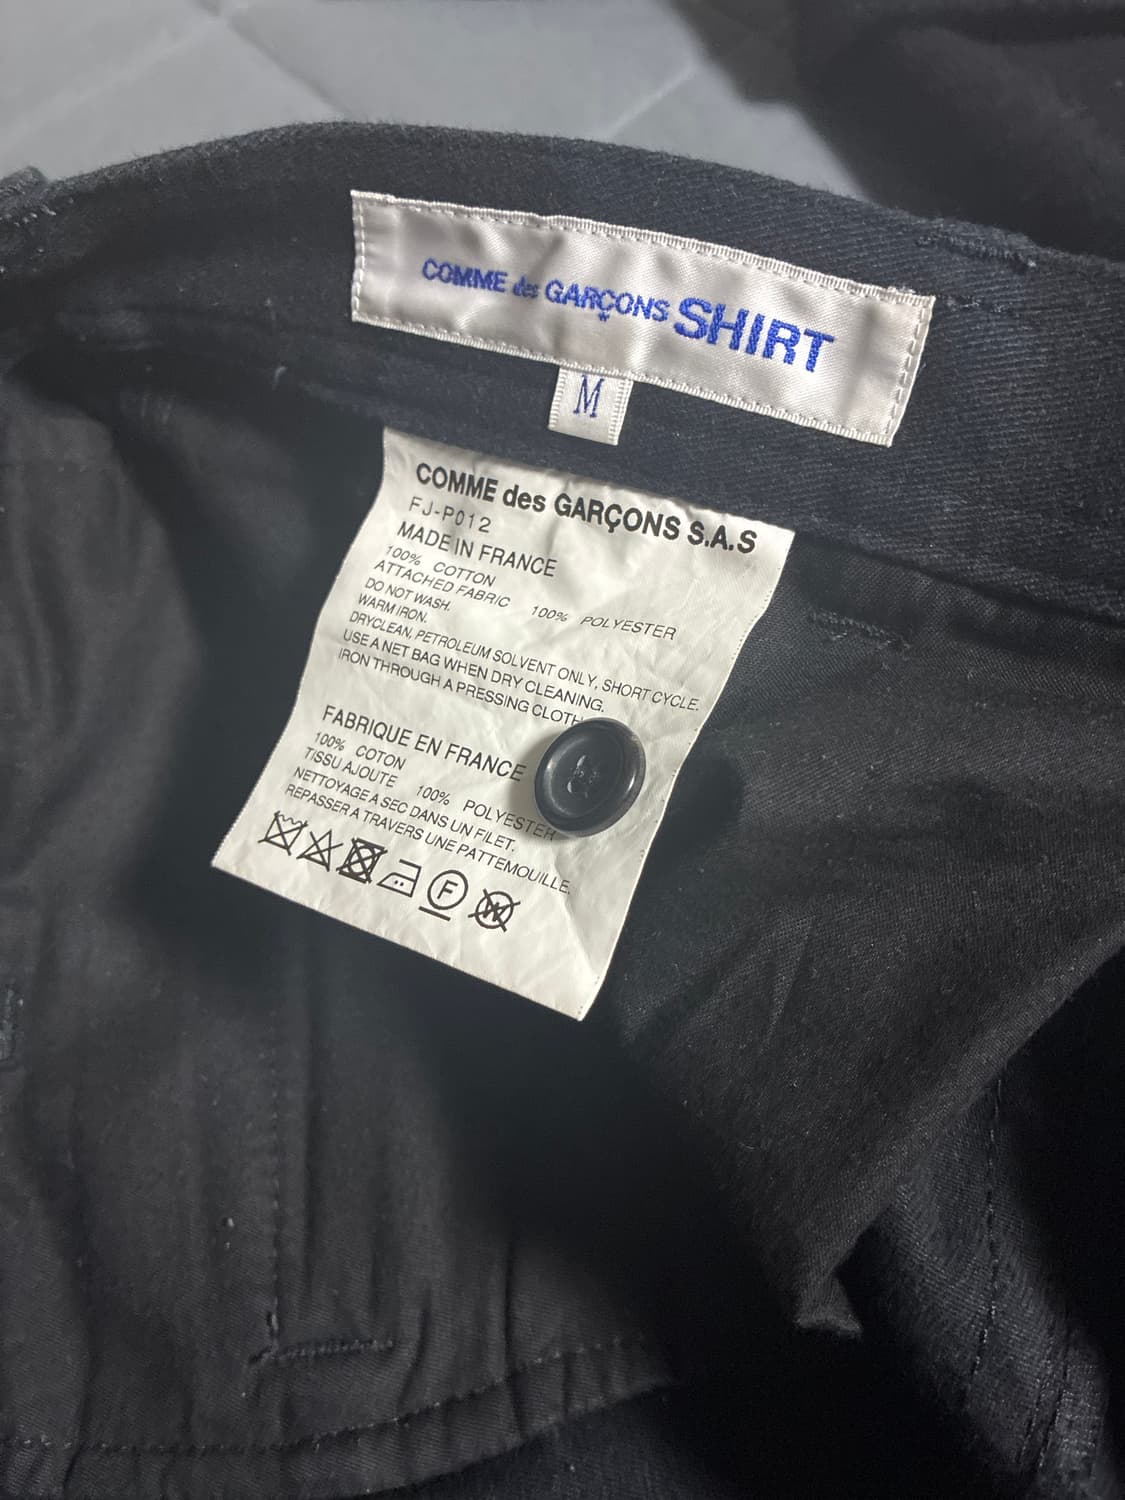 COMME des GARÇONS SHIRT
M
COMME des GARÇONS S.A.S
FJ-P012
MADE IN FRANCE
100% COTTON
ATTACHED FABRIC 100% POLYESTER
DO NOT WASH.
WARM IRON.
DRYCLEAN, PETROLEUM SOLVENT ONLY, SHORT CYCLE.
USE A NET BAG WHEN DRY CLEANING.
IRON THROUGH A PRESSING CLOTH
FABRIQUE EN FRANCE
100% COTON
TISSU AJOUTE 100% POLYESTER
NETTOYAGE A SEC DANS UN FILET.
REPASSER A TRAVERS UNE PATTEMOUILLE.
F W